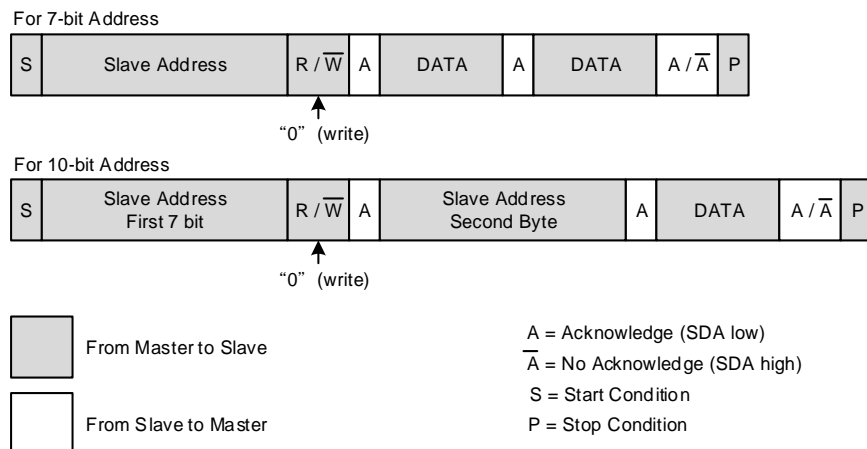 For 7-bit Address
S Slave Address R / W̅ A DATA A DATA A / A̅ P
“0” (write)
For 10-bit Address
S Slave Address First 7 bit R / W̅ A Slave Address Second Byte A DATA A / A̅ P
“0” (write)
From Master to Slave
From Slave to Master
A = Acknowledge (SDA low)
A̅ = No Acknowledge (SDA high)
S = Start Condition
P = Stop Condition